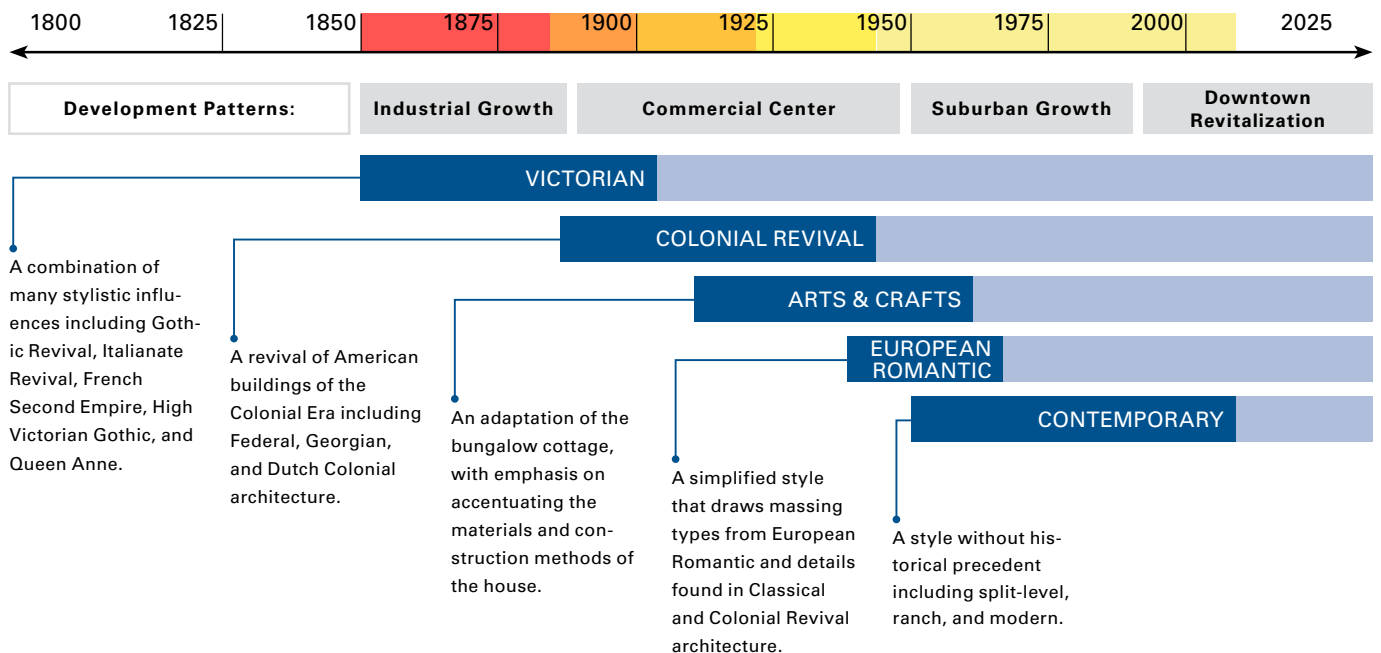 1800 1825 1850 1875 1900 1925 1950 1975 2000 2025
Development Patterns:
Industrial Growth
Commercial Center
Suburban Growth
Downtown
Revitalization
VICTORIAN
COLONIAL REVIVAL
ARTS & CRAFTS
EUROPEAN
ROMANTIC
CONTEMPORARY
A combination of
many stylistic influ-
ences including Goth-
ic Revival, Italianate
Revival, French
Second Empire, High
Victorian Gothic, and
Queen Anne.
A revival of American
buildings of the
Colonial Era including
Federal, Georgian,
and Dutch Colonial
architecture.
An adaptation of the
bungalow cottage,
with emphasis on
accentuating the
materials and con-
struction methods of
the house.
A simplified style
that draws massing
types from European
Romantic and details
found in Classical
and Colonial Revival
architecture.
A style without his-
torical precedent
including split-level,
ranch, and modern.